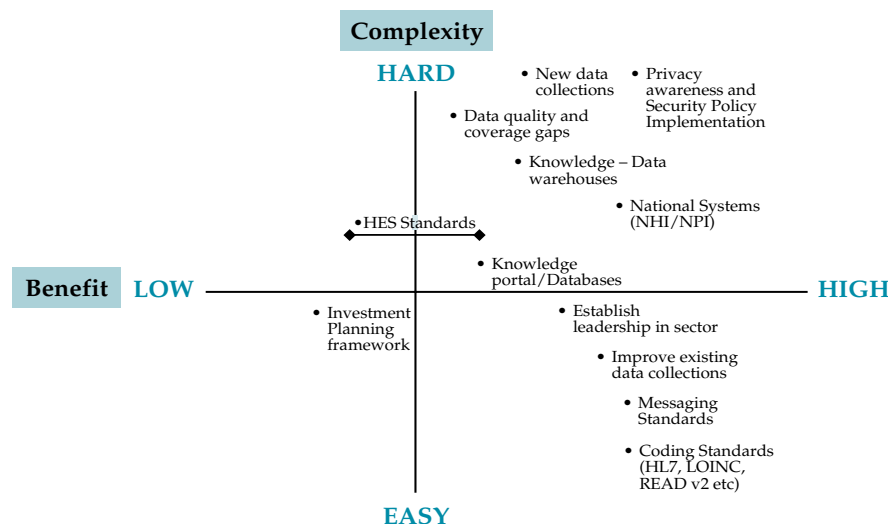 Complexity
HARD
• New data
collections
• Privacy
awareness and
Security Policy
Implementation
• Data quality and
coverage gaps
• Knowledge – Data
warehouses
• National Systems
(NHI/NPI)
•HES Standards
• Knowledge
portal/Databases
Benefit LOW
HIGH
• Investment
Planning
framework
• Establish
leadership in sector
• Improve existing
data collections
• Messaging
Standards
• Coding Standards
(HL7, LOINC,
READ v2 etc)
EASY